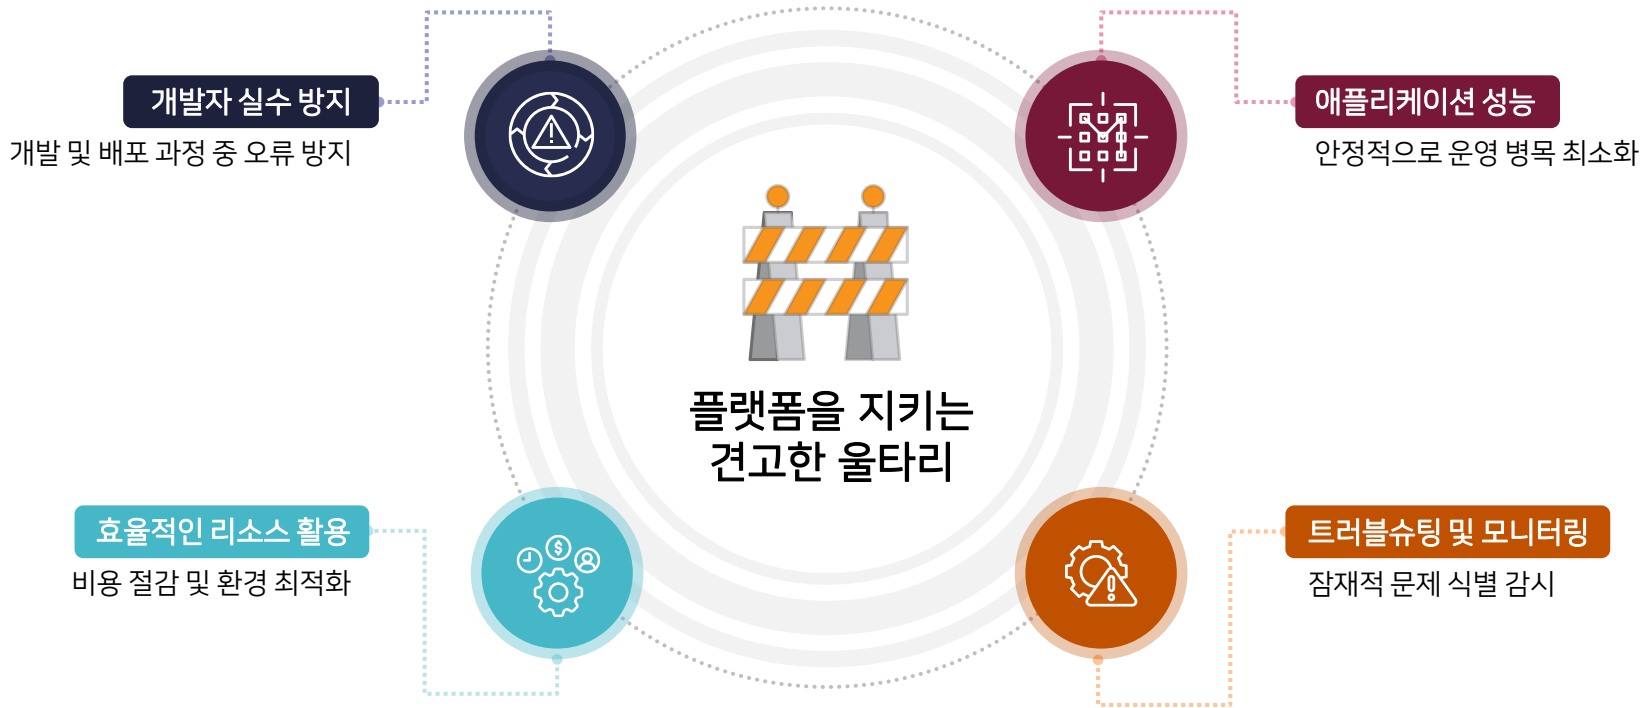 개발자 실수 방지
개발 및 배포 과정 중 오류 방지
애플리케이션 성능
안정적으로 운영 병목 최소화
플랫폼을 지키는
견고한 울타리
효율적인 리소스 활용
비용 절감 및 환경 최적화
트러블슈팅 및 모니터링
잠재적 문제 식별 감시